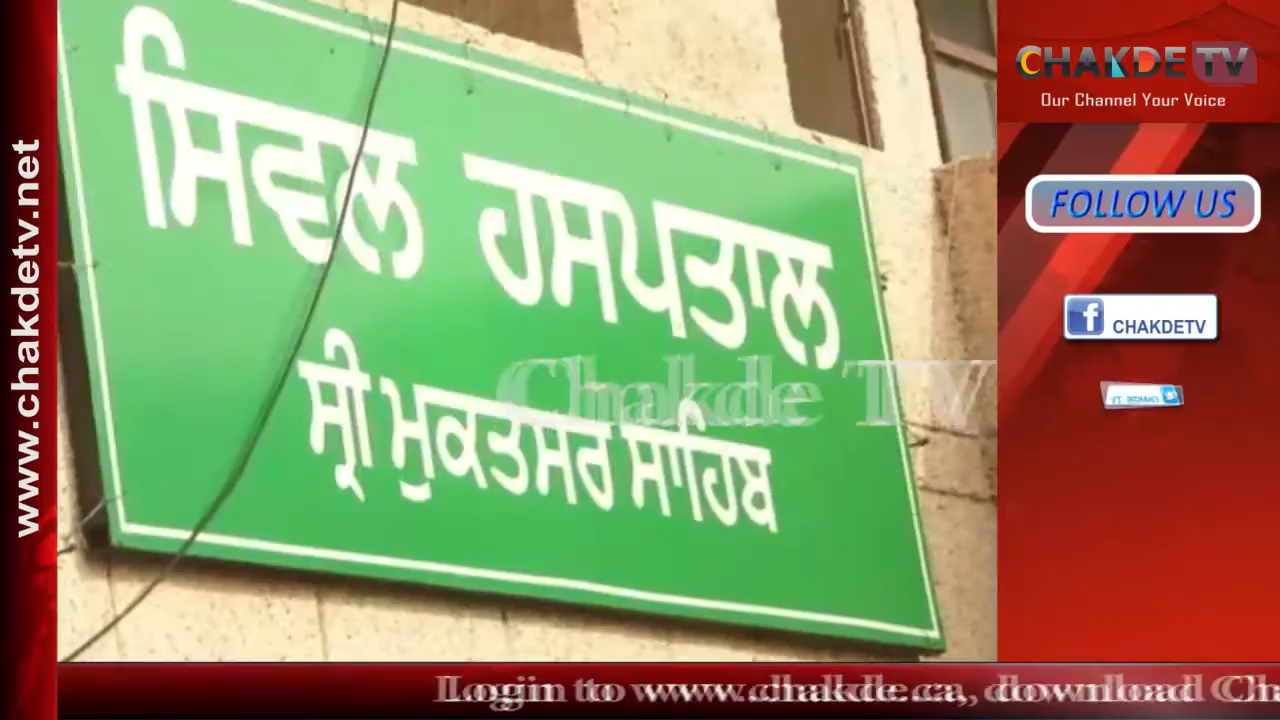 www.chakdetv.net
ਸਿਵਲ ਹਸਪਤਾਲ
ਸ੍ਰੀ ਮੁਕਤਸਰ ਸਾਹਿਬ
Chakde TV
CHAKDE TV
Our Channel Your Voice
FOLLOW US
f CHAKDETV
Login to www.chakde.ca, download Cha